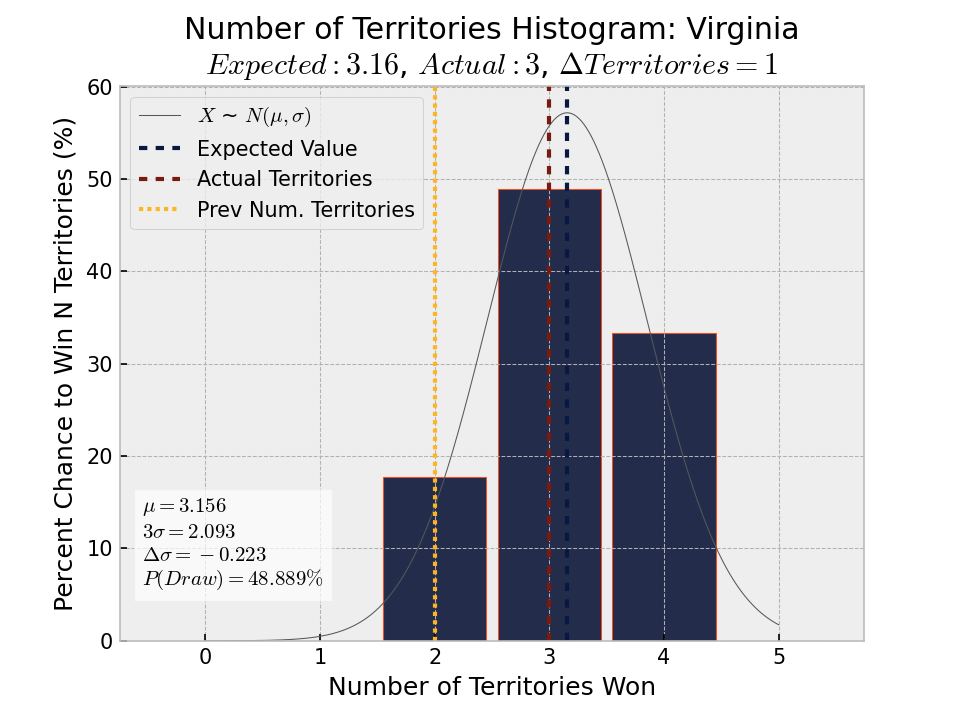 Number of Territories Histogram: Virginia
Expected : 3.16, Actual : 3, ΔTerritories = 1
Percent Chance to Win N Territories (%)
60
50
40
30
20
10
0
X ~ N(μ, σ)
Expected Value
Actual Territories
Prev Num. Territories
μ = 3.156
3σ = 2.093
Δσ = − 0.223
P(Draw) = 48.889%
0 1 2 3 4 5
Number of Territories Won